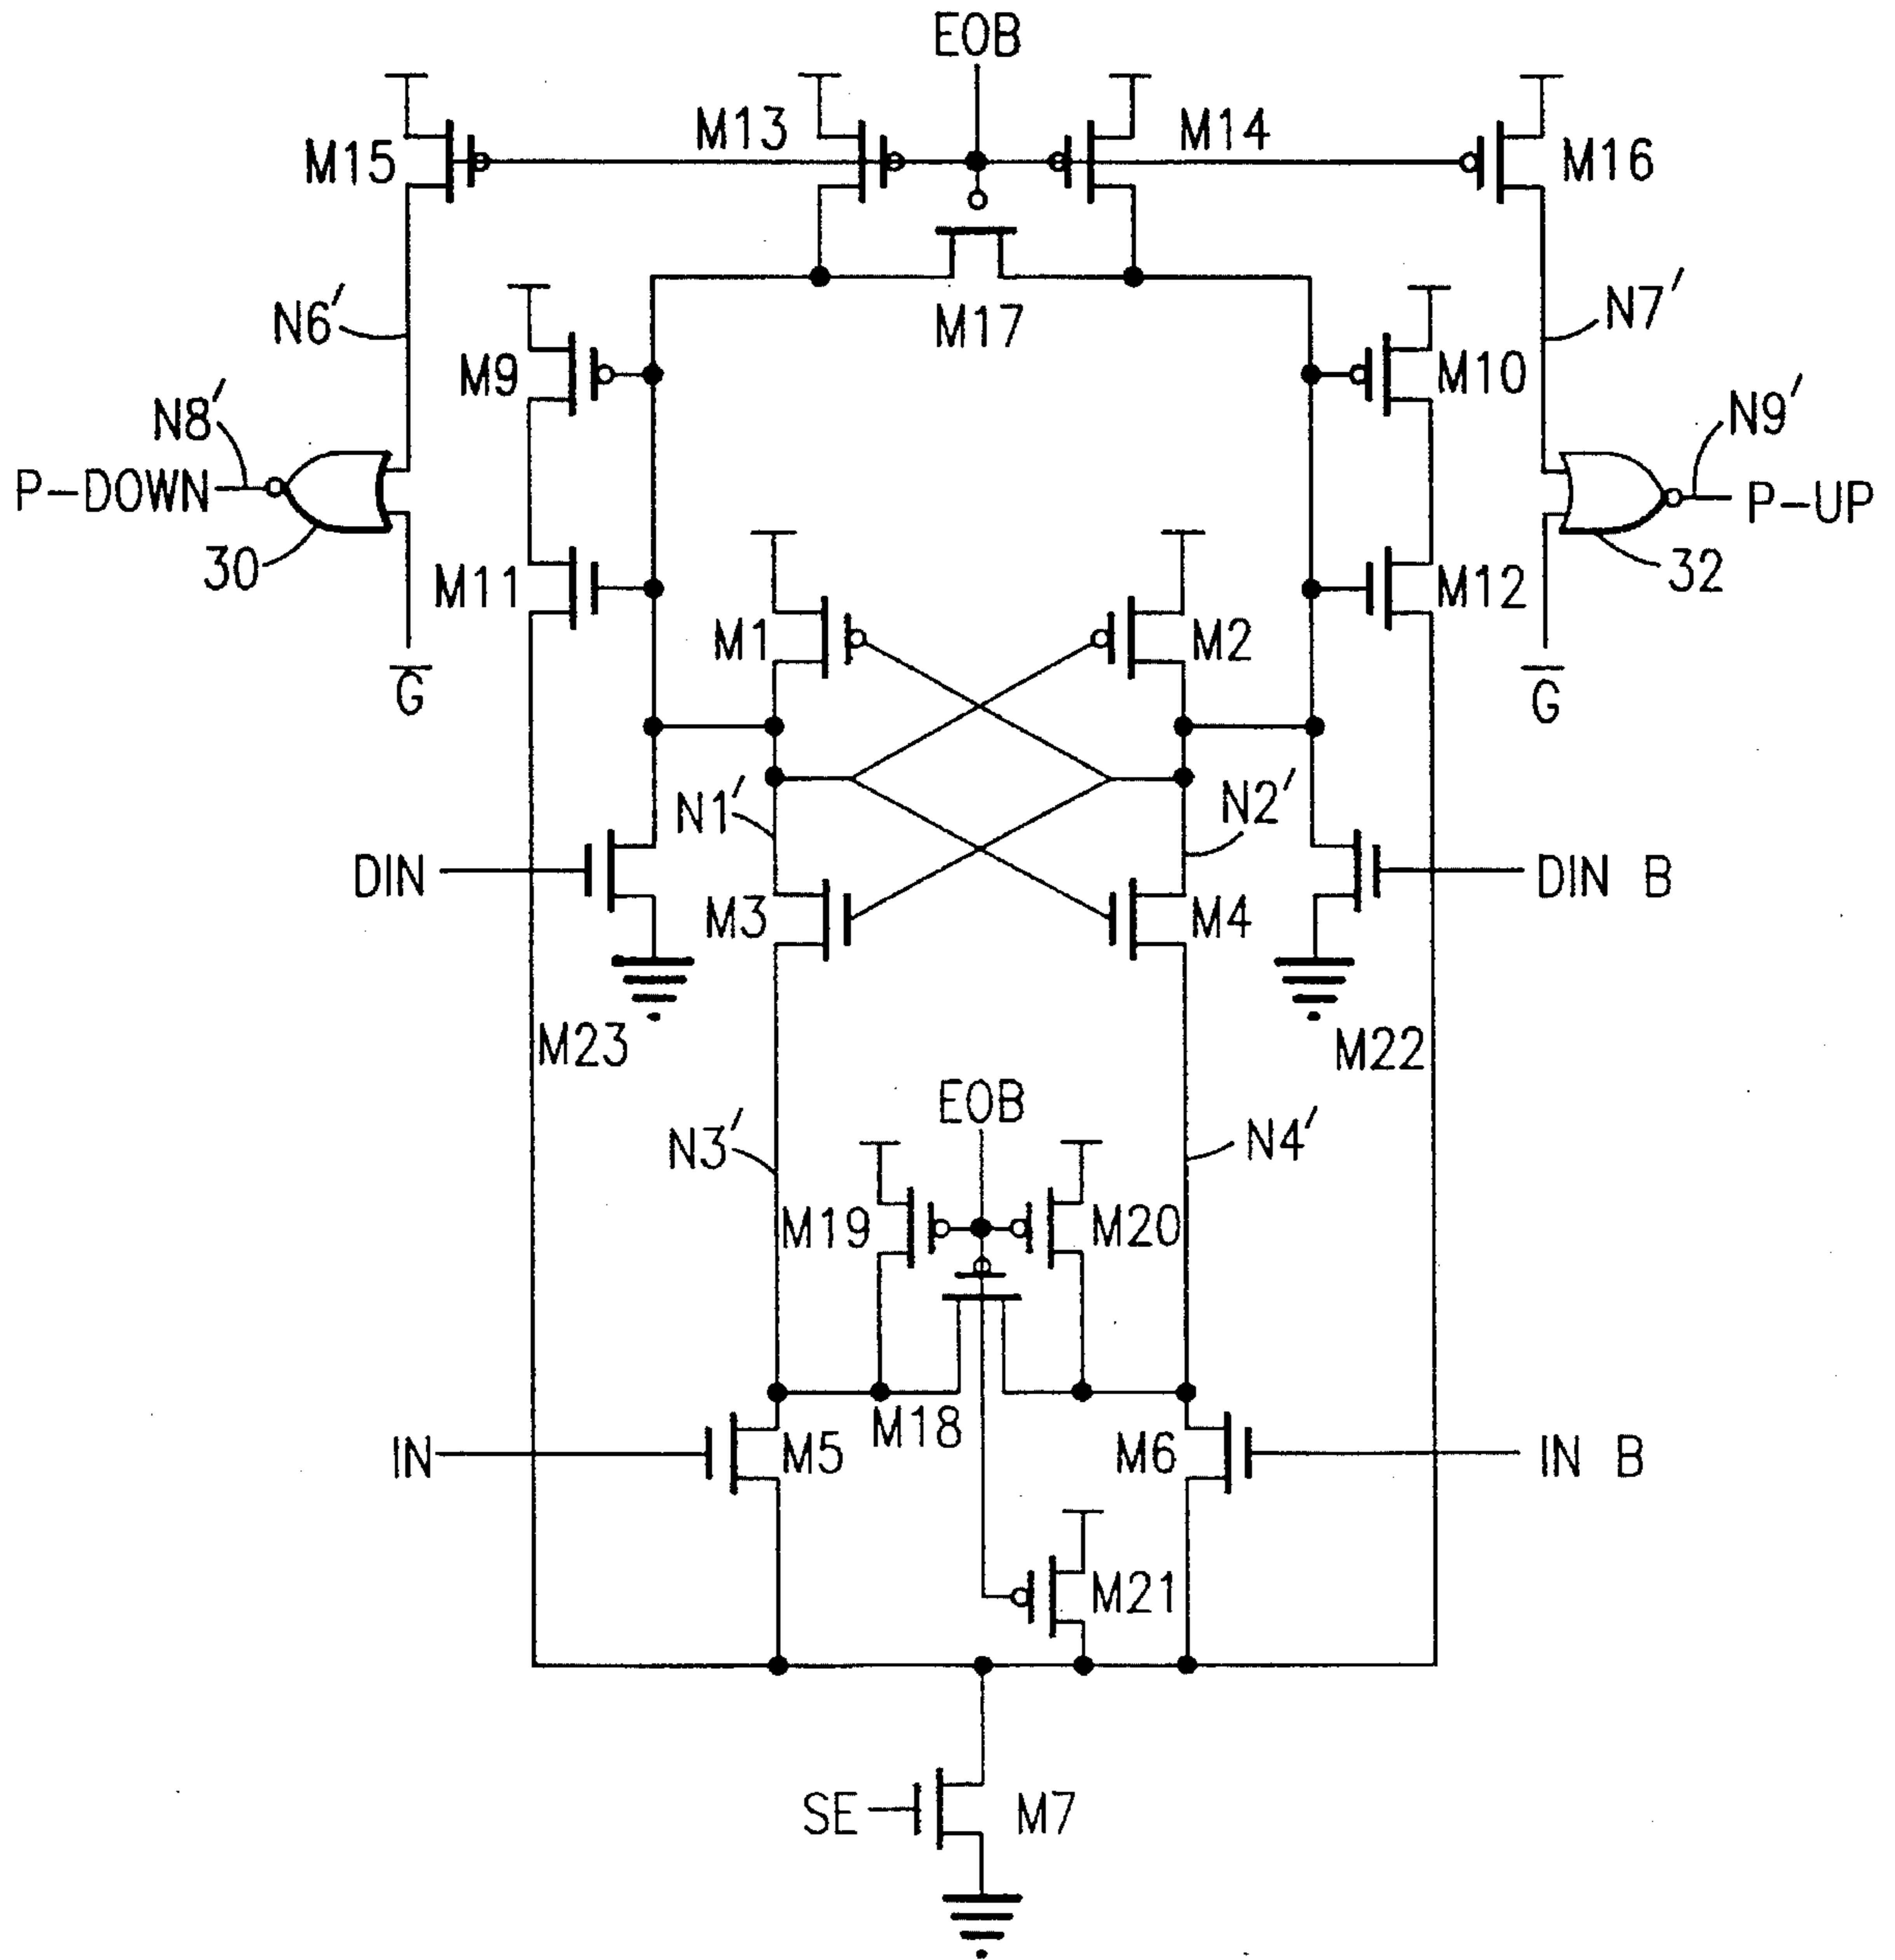 EOB
M15
M13
M14
M16
N6′
M17
N7′
M9
M10
N8′
N9′
P-DOWN
P-UP
30
M11
M12
32
M1
M2
G̅
G̅
N1′
N2′
DIN
M3
M4
DIN B
M23
M22
EOB
N3′
N4′
M19
M20
M18
IN
M5
M6
IN B
M21
SE
M7